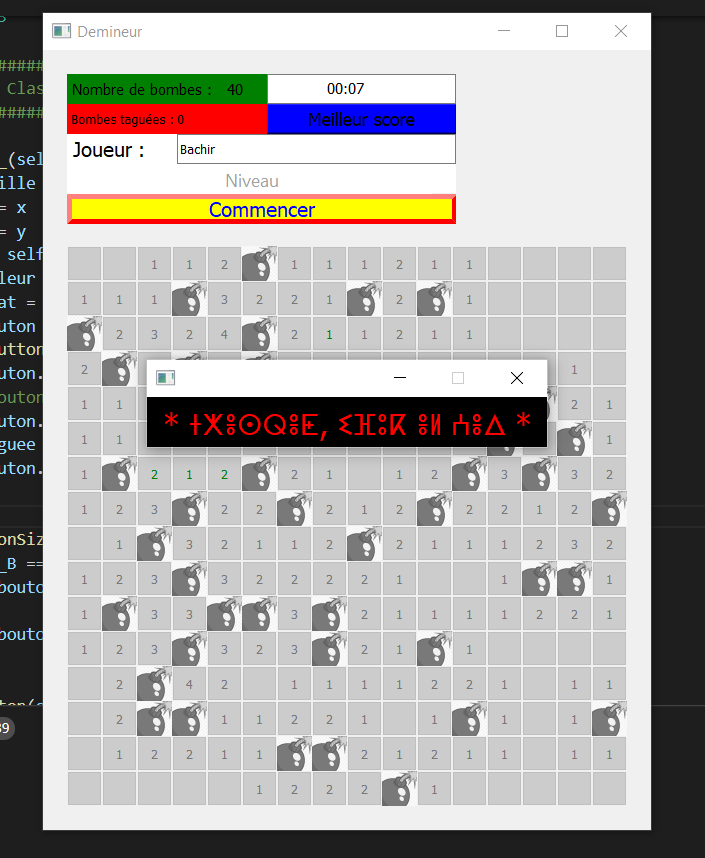 Demineur
Nombre de bombes : 40
00:07
Bombes taguées : 0
Meilleur score
Joueur :
Bachir
Niveau
Commencer
1 1 2 1 1 1 2 1 1
1 1 1 3 2 2 1 2 1
2 3 2 4 2 1 1 2 1 1
2 1
* ⵜⵅⴻⵙⵕⴻⴹ, ⵉⴼⴻⴽ ⴻⵍ ⵄⴻⴷ *
1 1 2 1
1 1 1
1 2 1 2 2 1 1 2 3 3 2
1 2 3 2 2 2 1 2 2 2 1 2
1 3 2 1 1 2 2 1 1 1 2 3 2
1 2 3 3 2 2 2 2 1 1 1
1 3 3 3 2 1 1 1 1 2 2 1
1 2 3 3 2 3 2 1 1
2 4 2 1 1 1 1 2 2 1 1 1
2 1 1 2 2 1 1 1 1
1 2 2 1 1 2 1 2 1 1 1 1
1 2 2 2 1